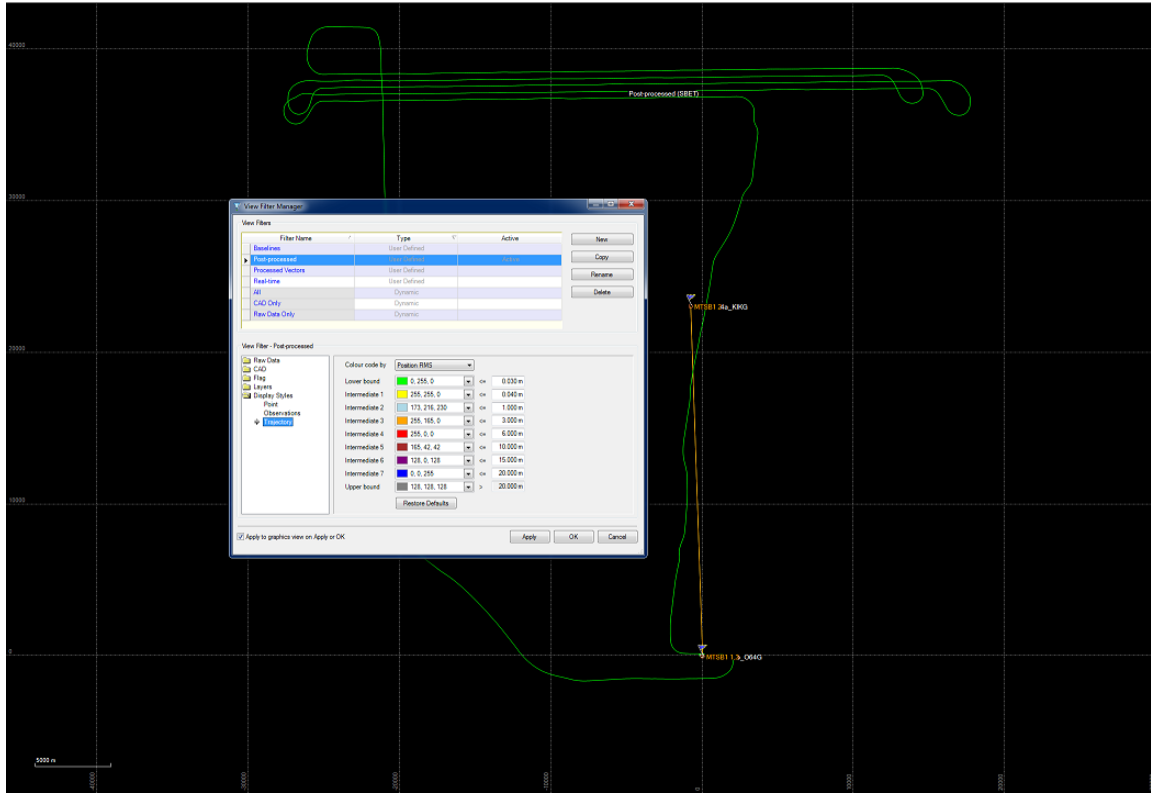 40000
Post-processed (SBET)
30000
View Filter Manager
View Filters
Filter Name Type Active
Baselines User Defined
Post-processed User Defined Active
Processed Vectors User Defined
Real-time User Defined
All Dynamic
CAD Only Dynamic
Raw Data Only Dynamic
New
Copy
Rename
Delete
MTSB1 34a_KIKG
20000
View Filter - Post-processed
Raw Data
CAD
Flag
Layers
Display Styles
Point
Observations
Trajectory
Colour code by Position RMS
Lower bound 0, 255, 0 <= 0.030 m
Intermediate 1 255, 255, 0 <= 0.040 m
Intermediate 2 173, 216, 230 <= 1.000 m
Intermediate 3 255, 165, 0 <= 3.000 m
Intermediate 4 255, 0, 0 <= 6.000 m
Intermediate 5 165, 42, 42 <= 10.000 m
Intermediate 6 128, 0, 128 <= 15.000 m
Intermediate 7 0, 0, 255 <= 20.000 m
Upper bound 128, 128, 128 > 20.000 m
Restore Defaults
10000
Apply to graphics view on Apply or OK
Apply OK Cancel
0
MTSB1
5000 m
-40000 -30000 -20000 -10000 0 10000 20000